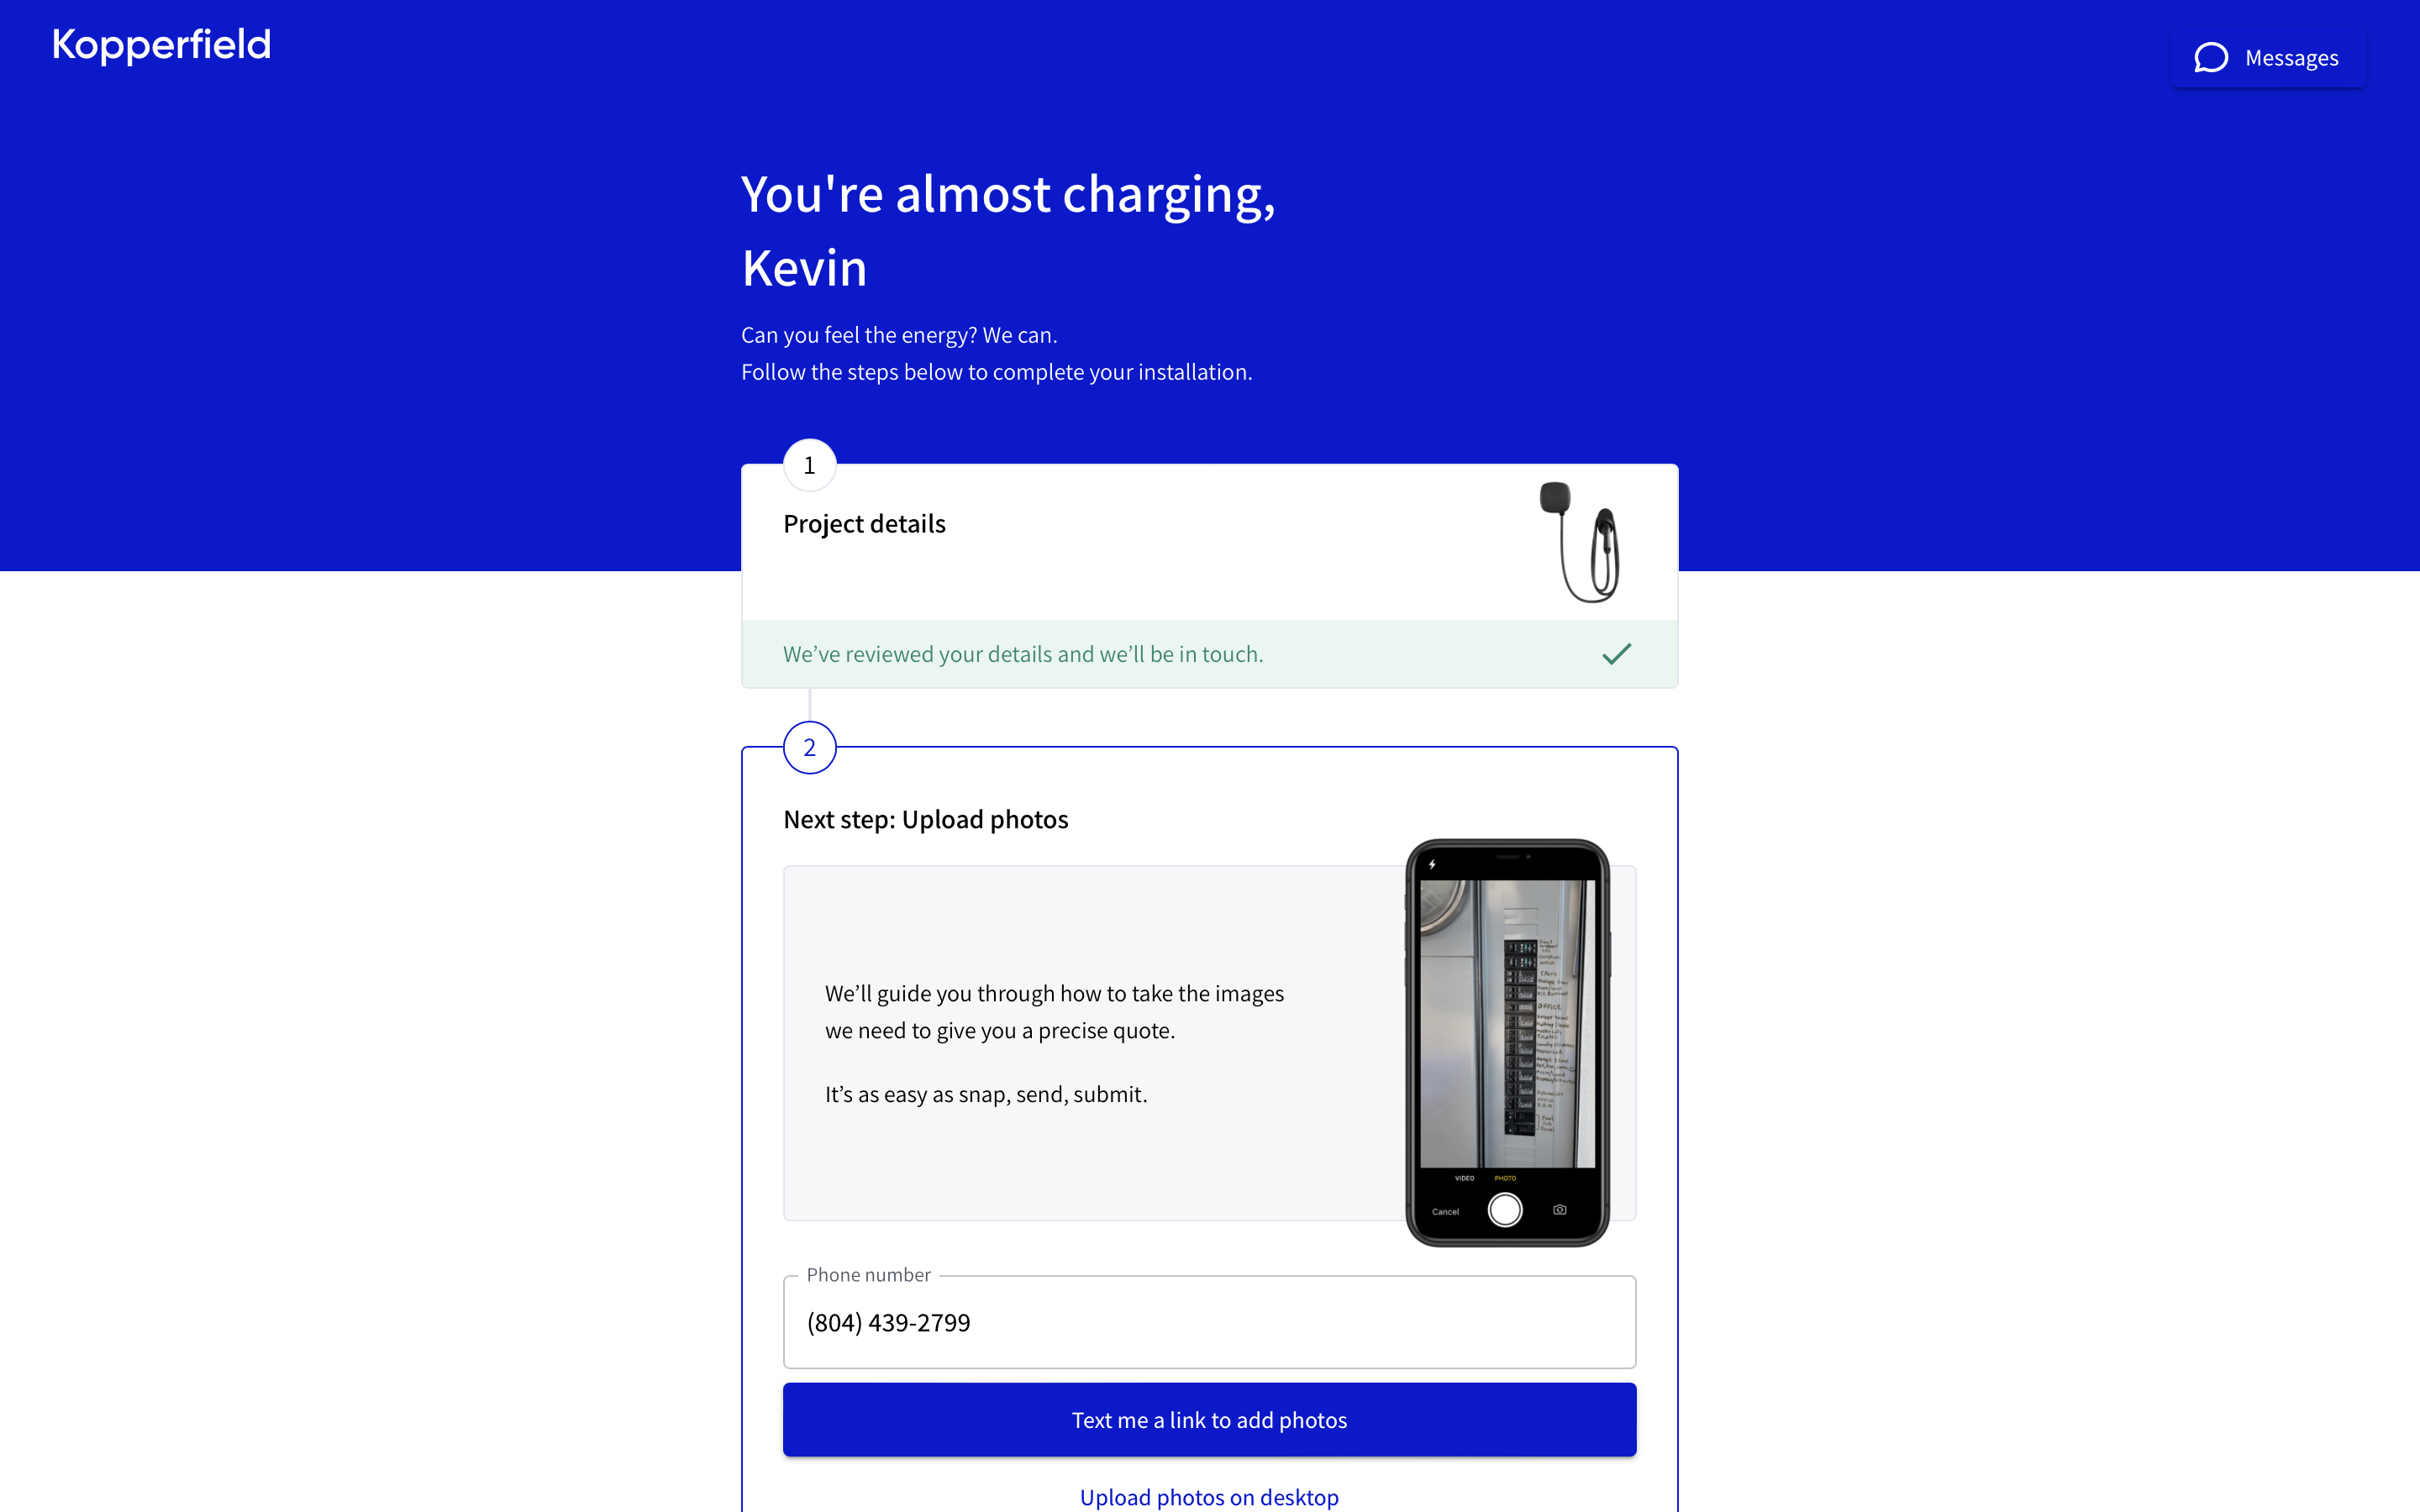 Kopperfield
Messages
You're almost charging,
Kevin
Can you feel the energy? We can.
Follow the steps below to complete your installation.
1
Project details
We’ve reviewed your details and we’ll be in touch.
2
Next step: Upload photos
We’ll guide you through how to take the images
we need to give you a precise quote.
It’s as easy as snap, send, submit.
OFFICE
VIDEO PHOTO
Cancel
Phone number
(804) 439-2799
Text me a link to add photos
Upload photos on desktop